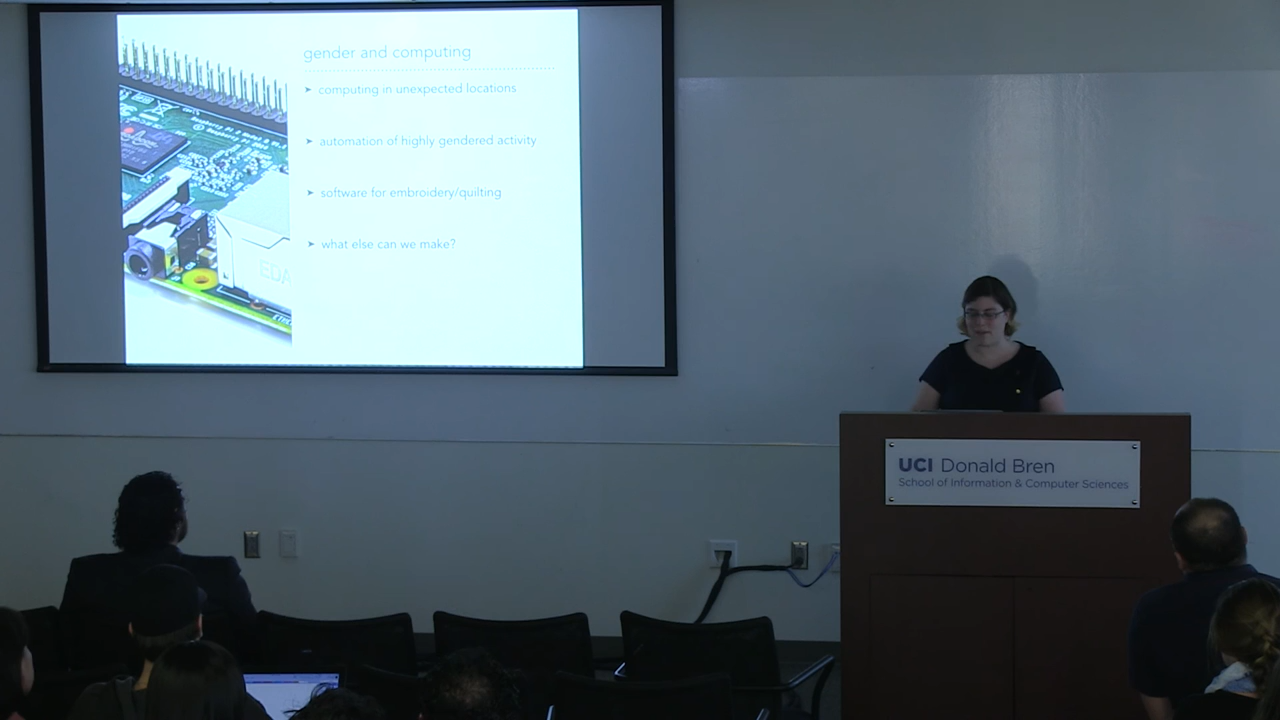 gender and computing
➤ computing in unexpected locations
➤ automation of highly gendered activity
➤ software for embroidery/quilting
➤ what else can we make?
EDA
UCI Donald Bren
School of Information & Computer Sciences